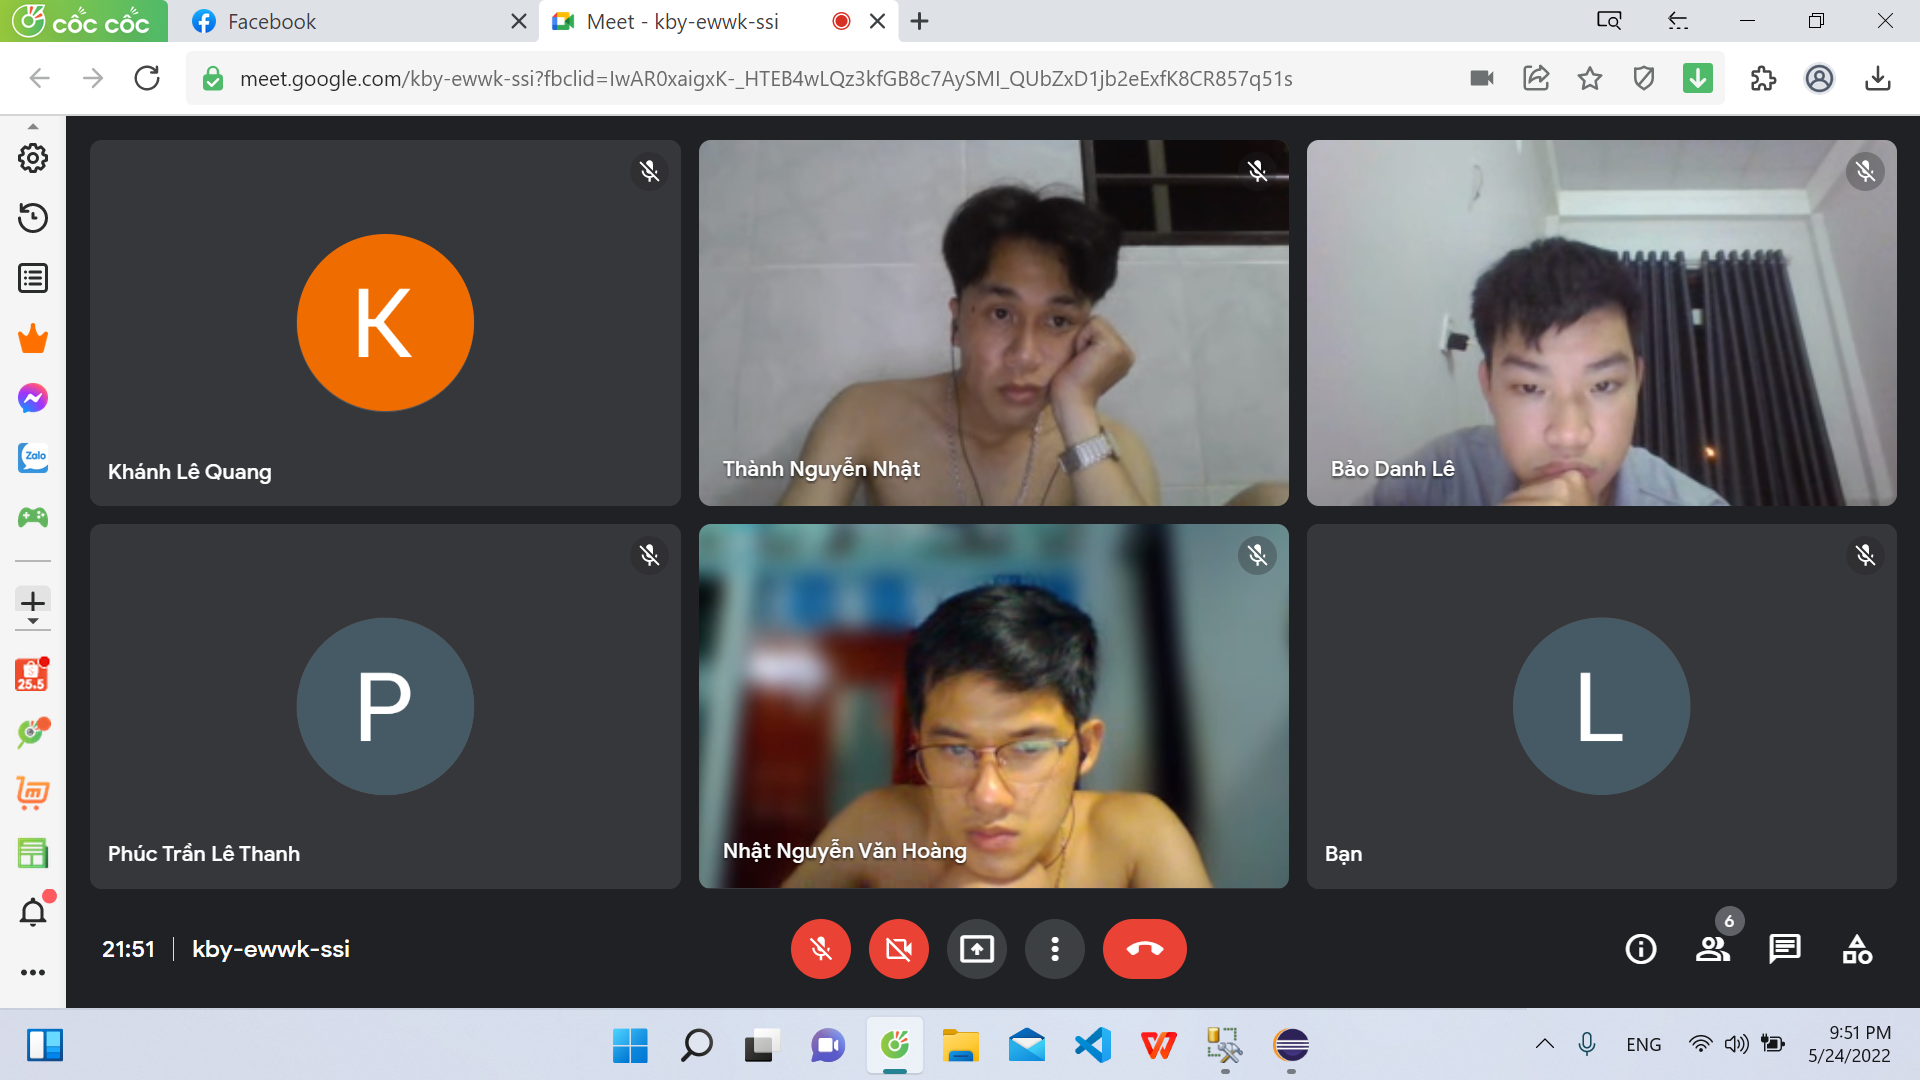 cốc cốc
Facebook
Meet - kby-ewwk-ssi
meet.google.com/kby-ewwk-ssi?fbclid=IwAR0xaigxK-_HTEB4wLQz3kfGB8c7AySMI_QUbZxD1jb2eExfK8CR857q51s
K
Khánh Lê Quang
Thành Nguyễn Nhật
Bảo Danh Lê
Zalo
25.5
P
Phúc Trần Lê Thanh
Nhật Nguyễn Văn Hoàng
L
Bạn
21:51
kby-ewwk-ssi
6
ENG
9:51 PM
5/24/2022